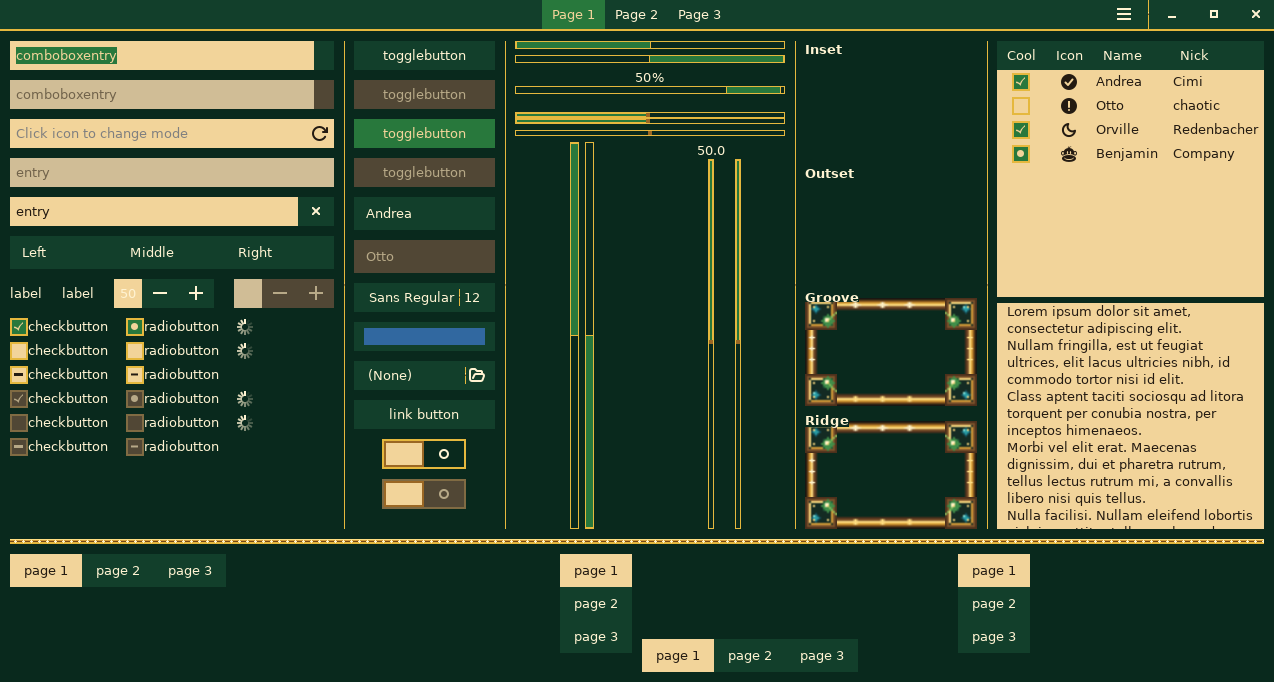 Page 1 Page 2 Page 3
comboboxentry
comboboxentry
Click icon to change mode
entry
entry
Left Middle Right
label label 50
checkbutton radiobutton
checkbutton radiobutton
checkbutton radiobutton
checkbutton radiobutton
checkbutton radiobutton
checkbutton radiobutton
togglebutton
togglebutton
togglebutton
togglebutton
Andrea
Otto
Sans Regular 12
(None)
link button
50%
50.0
Inset
Outset
Groove
Ridge
Cool Icon Name Nick
Andrea Cimi
Otto chaotic
Orville Redenbacher
Benjamin Company
Lorem ipsum dolor sit amet,
consectetur adipiscing elit.
Nullam fringilla, est ut feugiat
ultrices, elit lacus ultricies nibh, id
commodo tortor nisi id elit.
Class aptent taciti sociosqu ad litora
torquent per conubia nostra, per
inceptos himenaeos.
Morbi vel elit erat. Maecenas
dignissim, dui et pharetra rutrum,
tellus lectus rutrum mi, a convallis
libero nisi quis tellus.
Nulla facilisi. Nullam eleifend lobortis
page 1 page 2 page 3
page 1
page 2
page 3
page 1 page 2 page 3
page 1
page 2
page 3